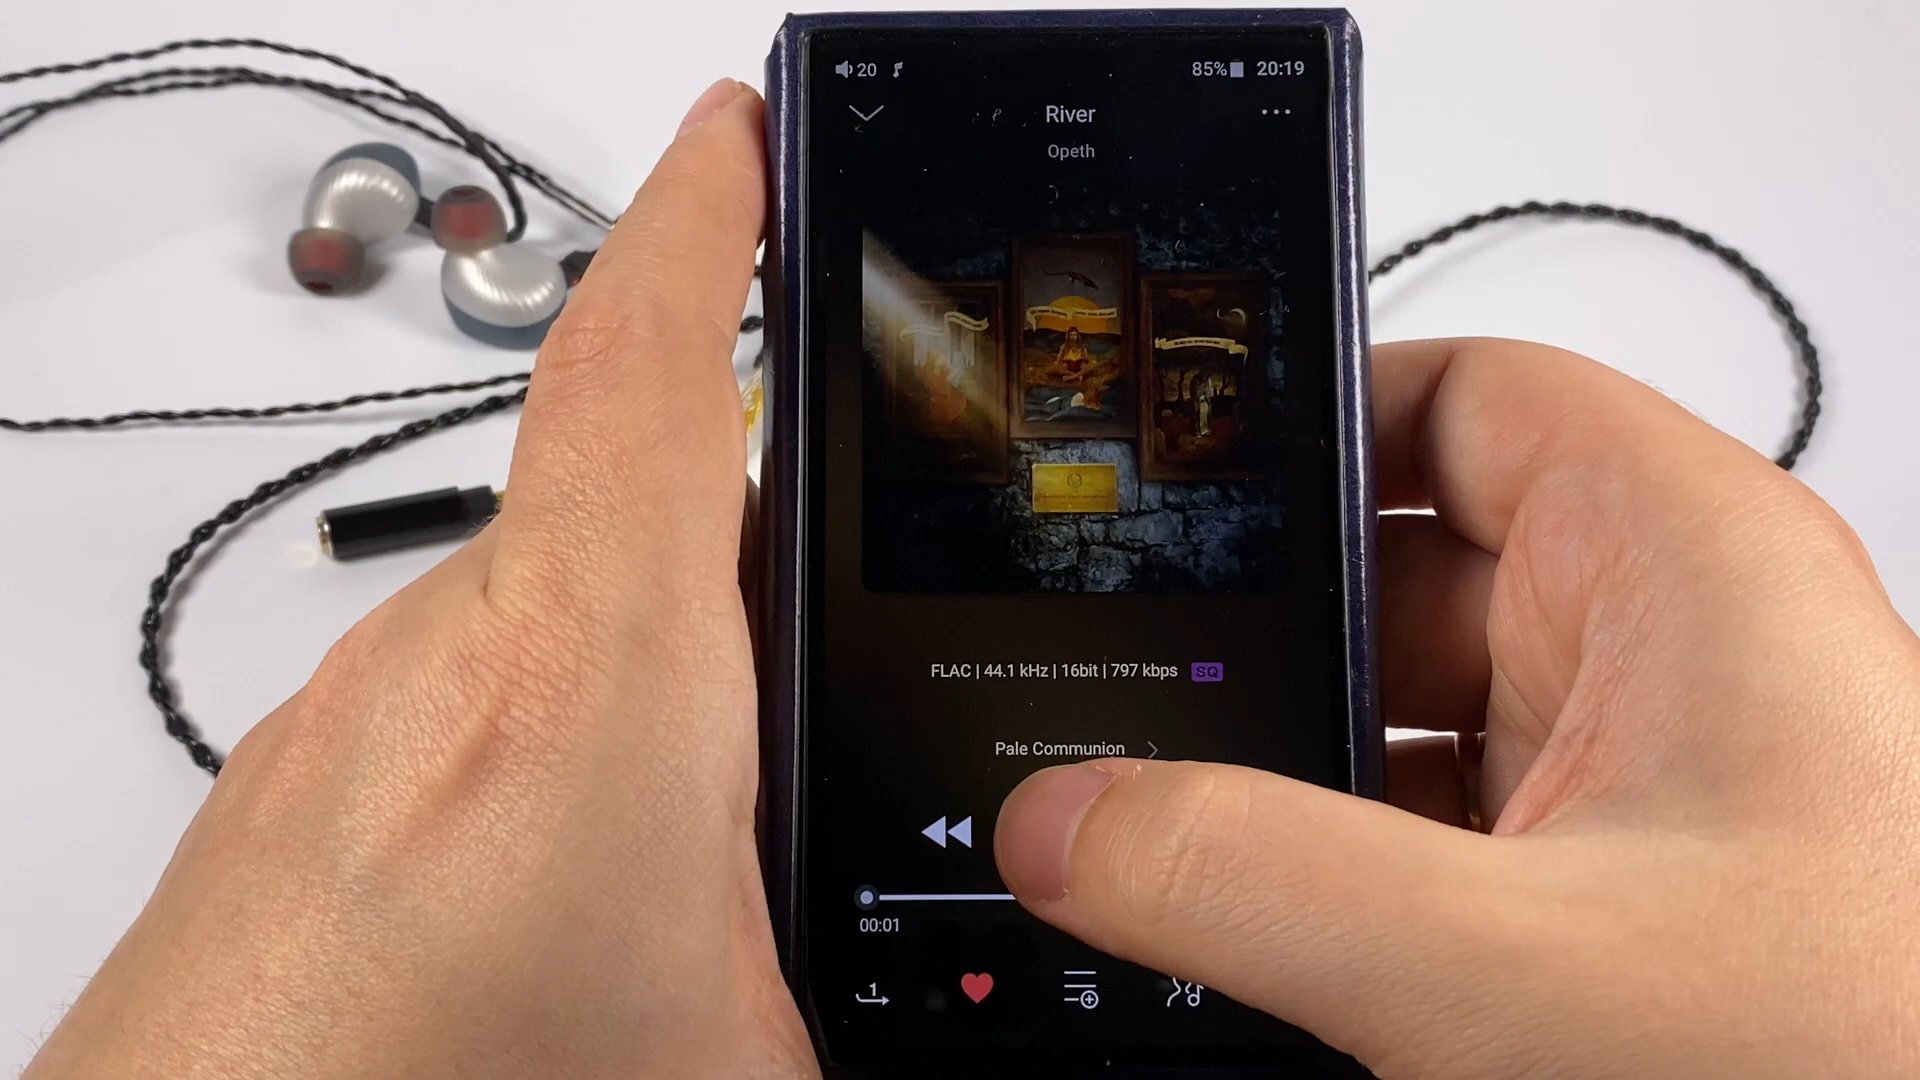 20
85% 20:19
River
Opeth
FLAC | 44.1 kHz | 16bit | 797 kbps SQ
Pale Communion
00:01
1